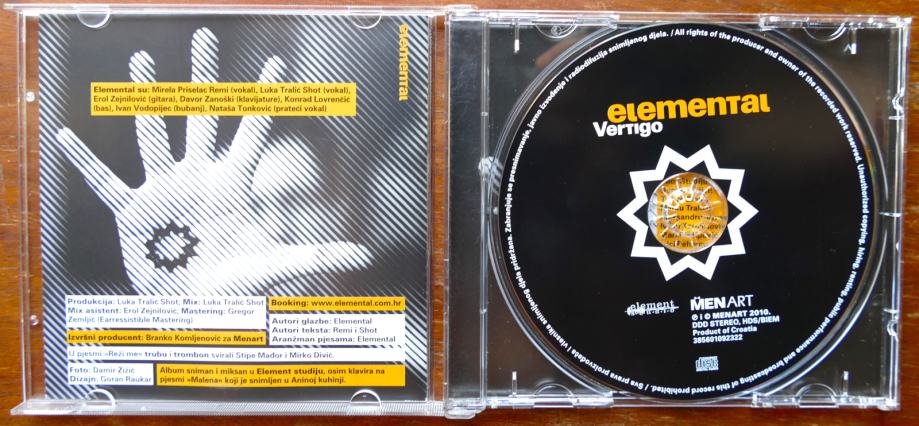 elemental
Elemental su: Mirela Priselac Remi (vokal), Luka Tralić Shot (vokal),
Erol Zejnilović (gitara), Davor Zanoški (klavijature), Konrad Lovrenčić
(bas), Ivan Vodopijec (bubanj), Nataša Tonković (prateći vokal)
Produkcija: Luka Tralić Shot; Mix: Luka Tralić Shot
Mix asistent: Erol Zejnilović; Mastering: Gregor
Zemljic (Earresistible Mastering)
Izvršni producent: Branko Komljenović za Menart
Booking: www.elemental.com.hr
Autori glazbe: Elemental
Autori teksta: Remi i Shot
Aranžman pjesama: Elemental
U pjesmi »Reži me« trubu i trombon svirali Stipe Mađor i Mirko Divić.
Foto: Damir Žižić
Dizajn: Goran Raukar
Album sniman i miksan u Element studiju, osim klavira na
pjesmi »Malena« koji je snimljen u Aninoj kuhinji.
elemental
Vertigo
element
MENART
℗ i © MENART 2010.
DDD STEREO, HDS/BIEM
Product of Croatia
385601092322
Sva prava proizvođača i vlasnika snimljenog djela pridržana. Zabranjuje se presnimavanje, javno izvođenje i radiodifuzija snimljenog djela. / All rights of the producer and owner of the recorded work reserved. Unauthorized copying, hiring, renting, public performance and broadcasting of this record prohibited. /